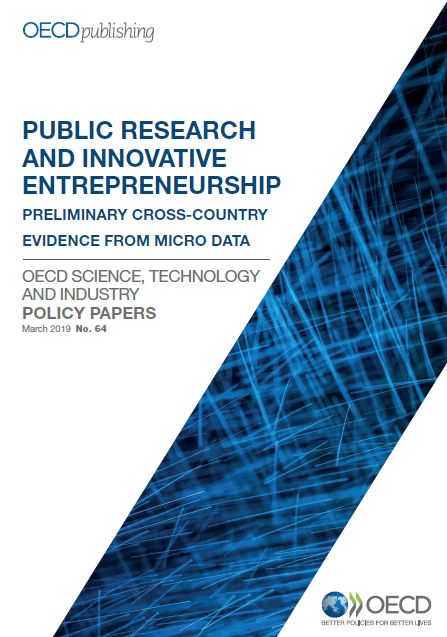 OECDpublishing
PUBLIC RESEARCH
AND INNOVATIVE
ENTREPRENEURSHIP
PRELIMINARY CROSS-COUNTRY
EVIDENCE FROM MICRO DATA
OECD SCIENCE, TECHNOLOGY
AND INDUSTRY
POLICY PAPERS
March 2019 No. 64
OECD
BETTER POLICIES FOR BETTER LIVES